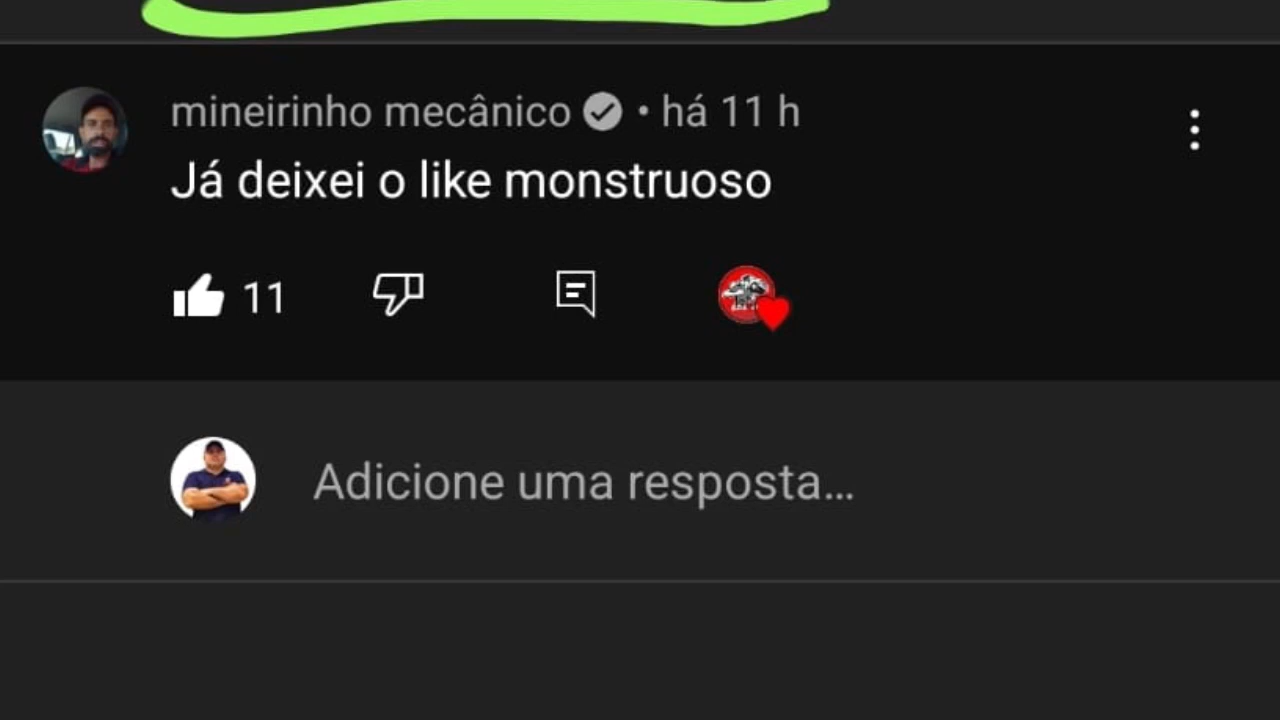 mineirinho mecânico • há 11 h
Já deixei o like monstruoso
11
Adicione uma resposta...